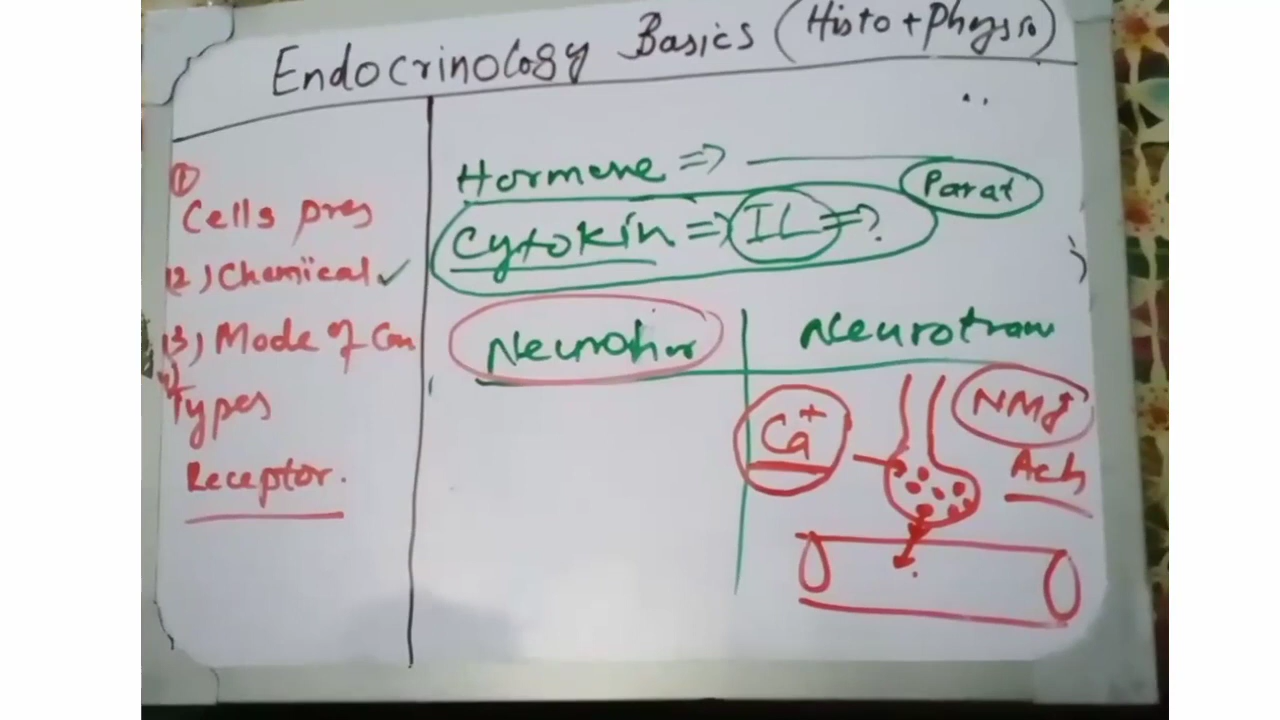 Endocrinology Basics (Histo + Physio)
①
Cells pres
(2) Chemical ✓
(3) Mode of Com
4)
Types
Receptor.
Hormone ⇒
Cytokin ⇒ IL ⇒ ?
Parat
Neurohor
Neurotran
Ca+
NMJ
Ach